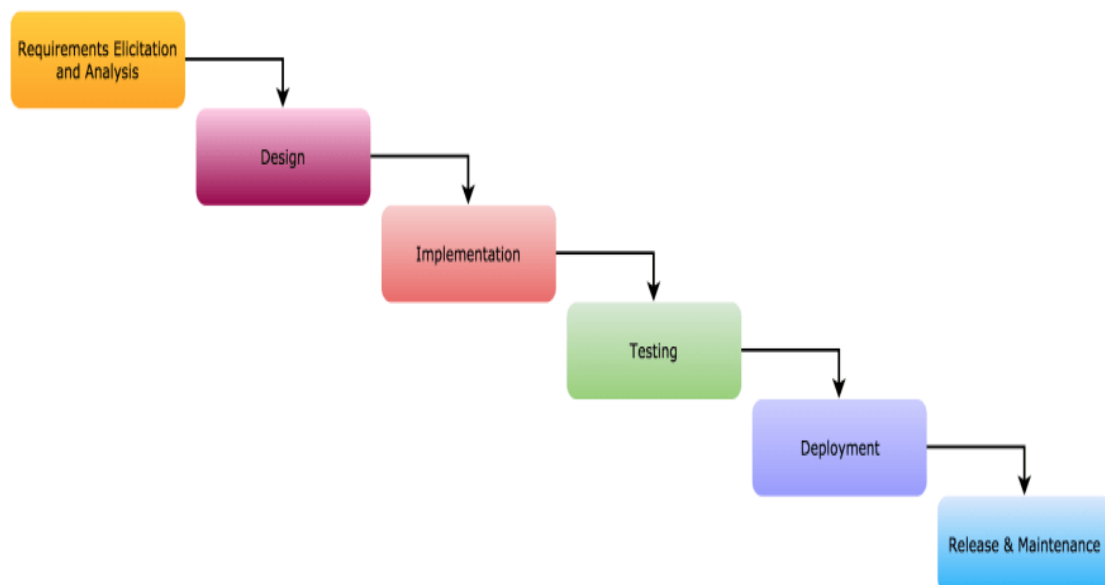 Requirements Elicitation
and Analysis
Design
Implementation
Testing
Deployment
Release & Maintenance